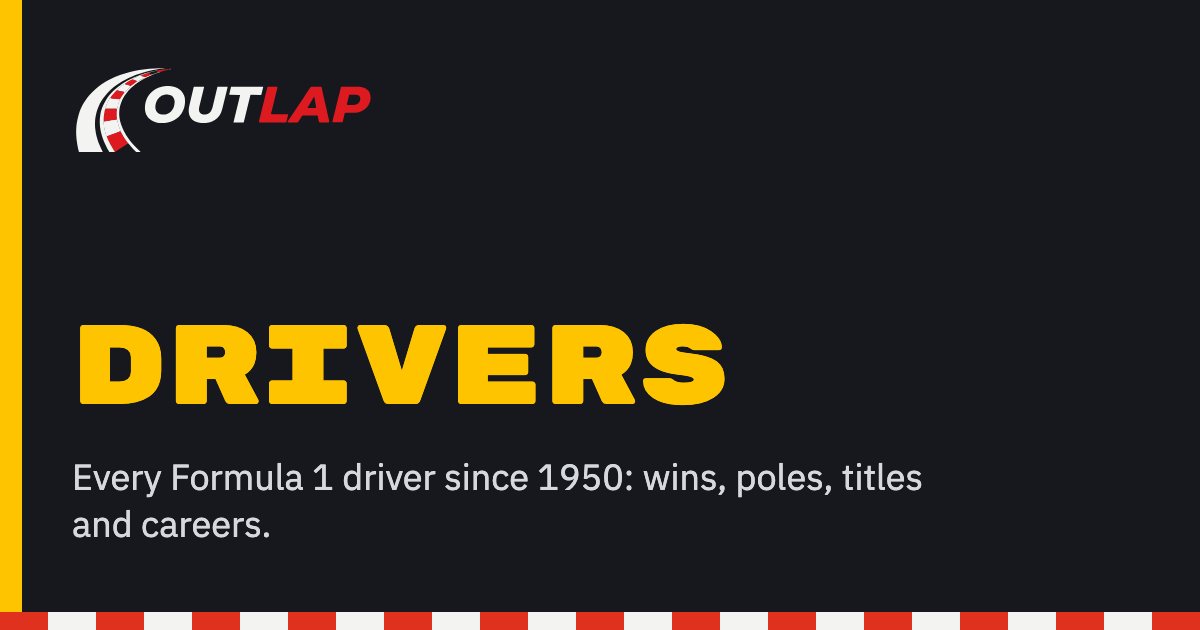 OUTLAP
DRIVERS
Every Formula 1 driver since 1950: wins, poles, titles
and careers.